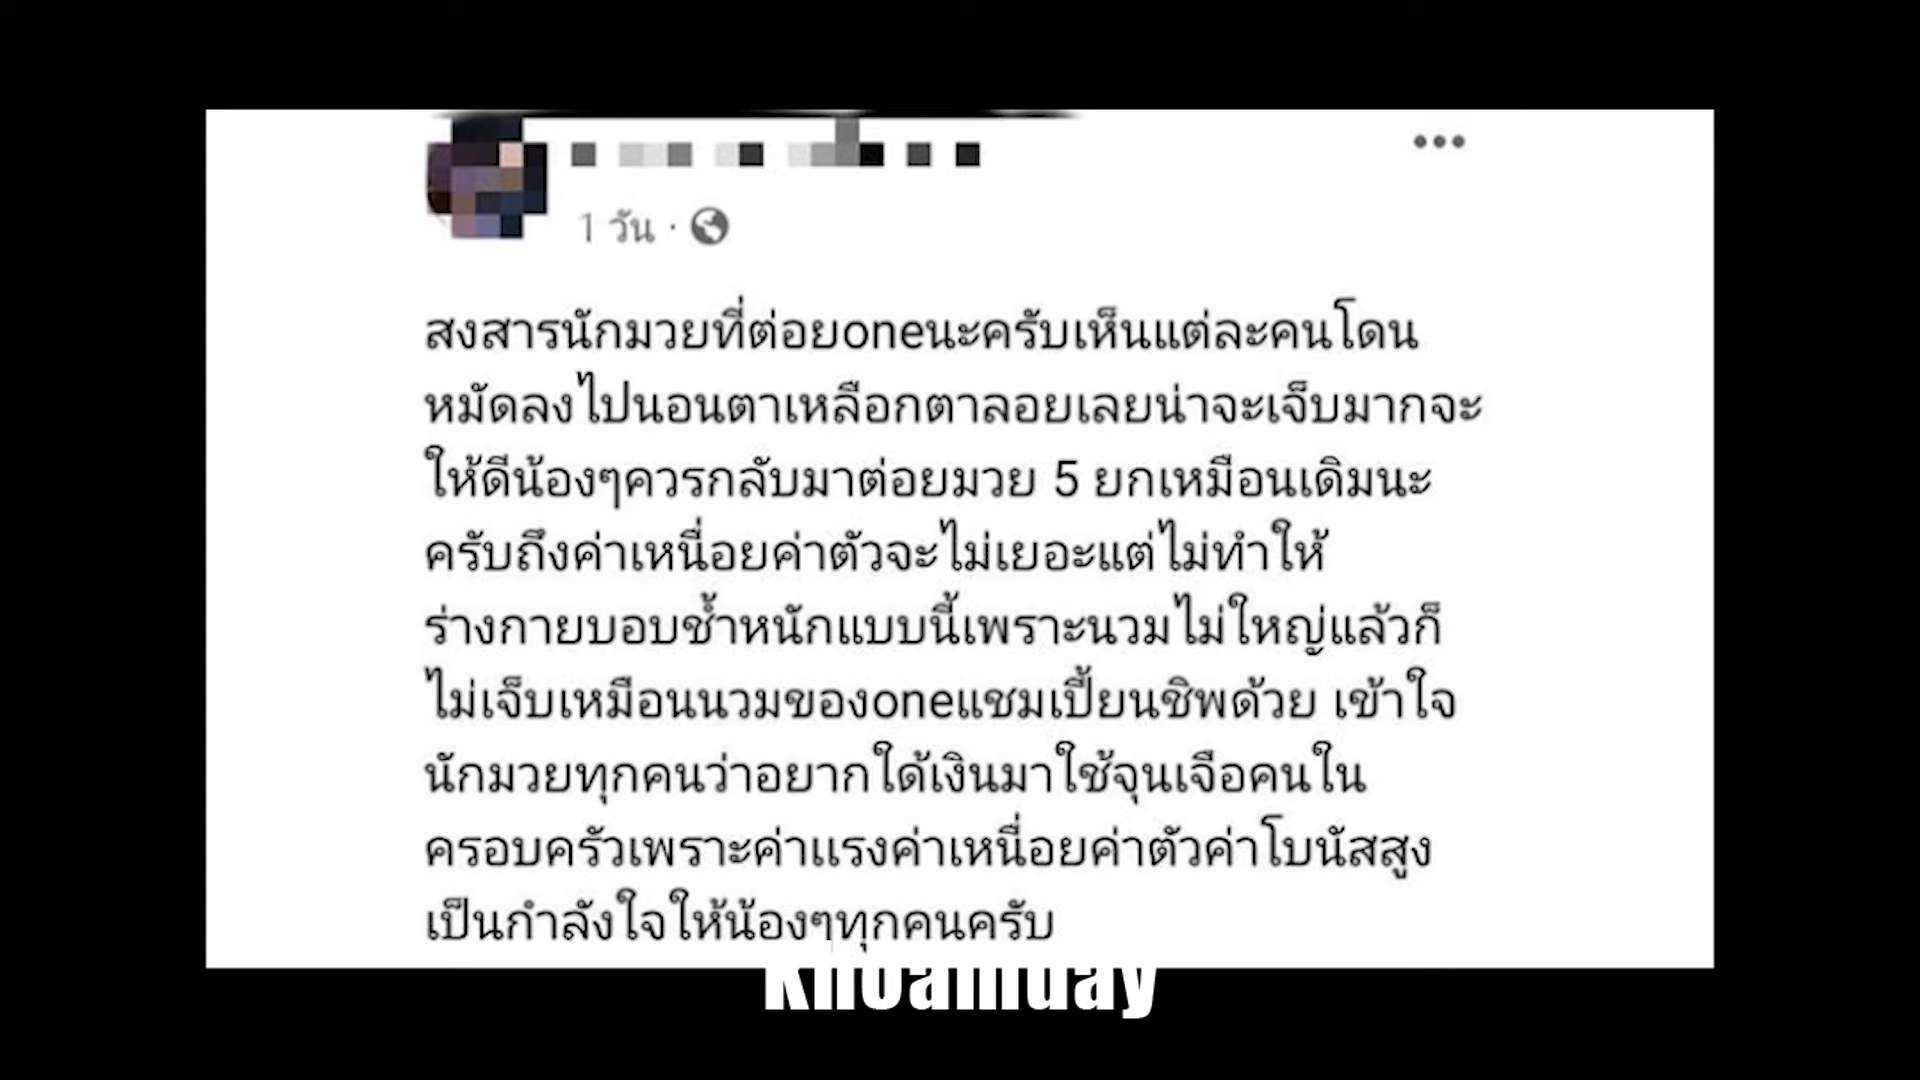 1 วัน ·
สงสารนักมวยที่ต่อยoneนะครับเห็นแต่ละคนโดน
หมัดลงไปนอนตาเหลือกตาลอยเลยน่าจะเจ็บมากจะ
ให้ดีน้องๆควรกลับมาต่อยมวย 5 ยกเหมือนเดิมนะ
ครับถึงค่าเหนื่อยค่าตัวจะไม่เยอะแต่ไม่ทำให้
ร่างกายบอบช้ำหนักแบบนี้เพราะนวมไม่ใหญ่แล้วก็
ไม่เจ็บเหมือนนวมของoneแชมเปี้ยนชิพด้วย เข้าใจ
นักมวยทุกคนว่าอยากใด้เงินมาใช้จุนเจือคนใน
ครอบครัวเพราะค่าแรงค่าเหนื่อยค่าตัวค่าโบนัสสูง
เป็นกำลังใจให้น้องๆทุกคนครับ
khoamuay